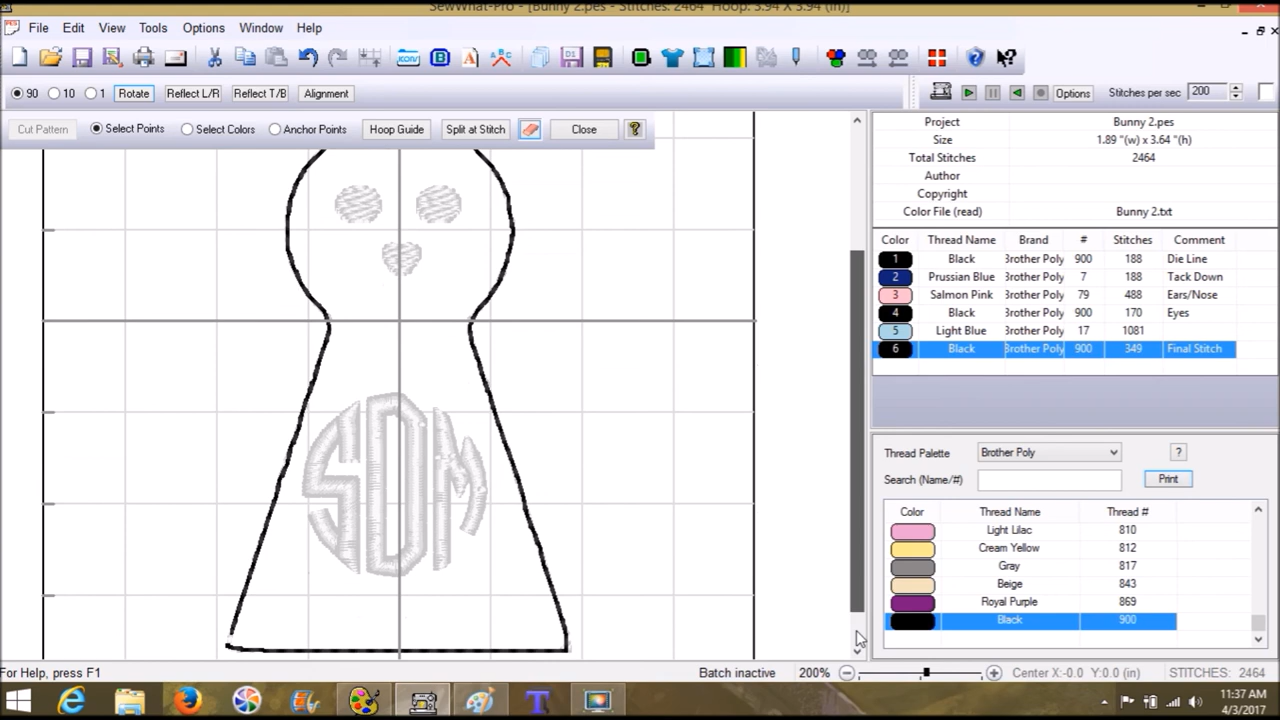 SewWhat-Pro - [Bunny 2.pes - Stitches: 2464 Hoop: 3.94 X 3.94 (in)]
File Edit View Tools Options Window Help
90 10 1 Rotate Reflect L/R Reflect T/B Alignment Options Stitches per sec 200
Cut Pattern Select Points Select Colors Anchor Points Hoop Guide Split at Stitch Close
Project Bunny 2.pes
Size 1.89 "(w) x 3.64 "(h)
Total Stitches 2464
Author
Copyright
Color File (read) Bunny 2.txt
Color Thread Name Brand # Stitches Comment
1 Black Brother Poly 900 188 Die Line
2 Prussian Blue Brother Poly 7 188 Tack Down
3 Salmon Pink Brother Poly 79 488 Ears/Nose
4 Black Brother Poly 900 170 Eyes
5 Light Blue Brother Poly 17 1081
6 Black Brother Poly 900 349 Final Stitch
SDM
Thread Palette Brother Poly ?
Search (Name/#) Print
Color Thread Name Thread #
Light Lilac 810
Cream Yellow 812
Gray 817
Beige 843
Royal Purple 869
Black 900
For Help, press F1 Batch inactive 200% Center X:-0.0 Y:0.0 (in) STITCHES: 2464
11:37 AM
4/3/2017